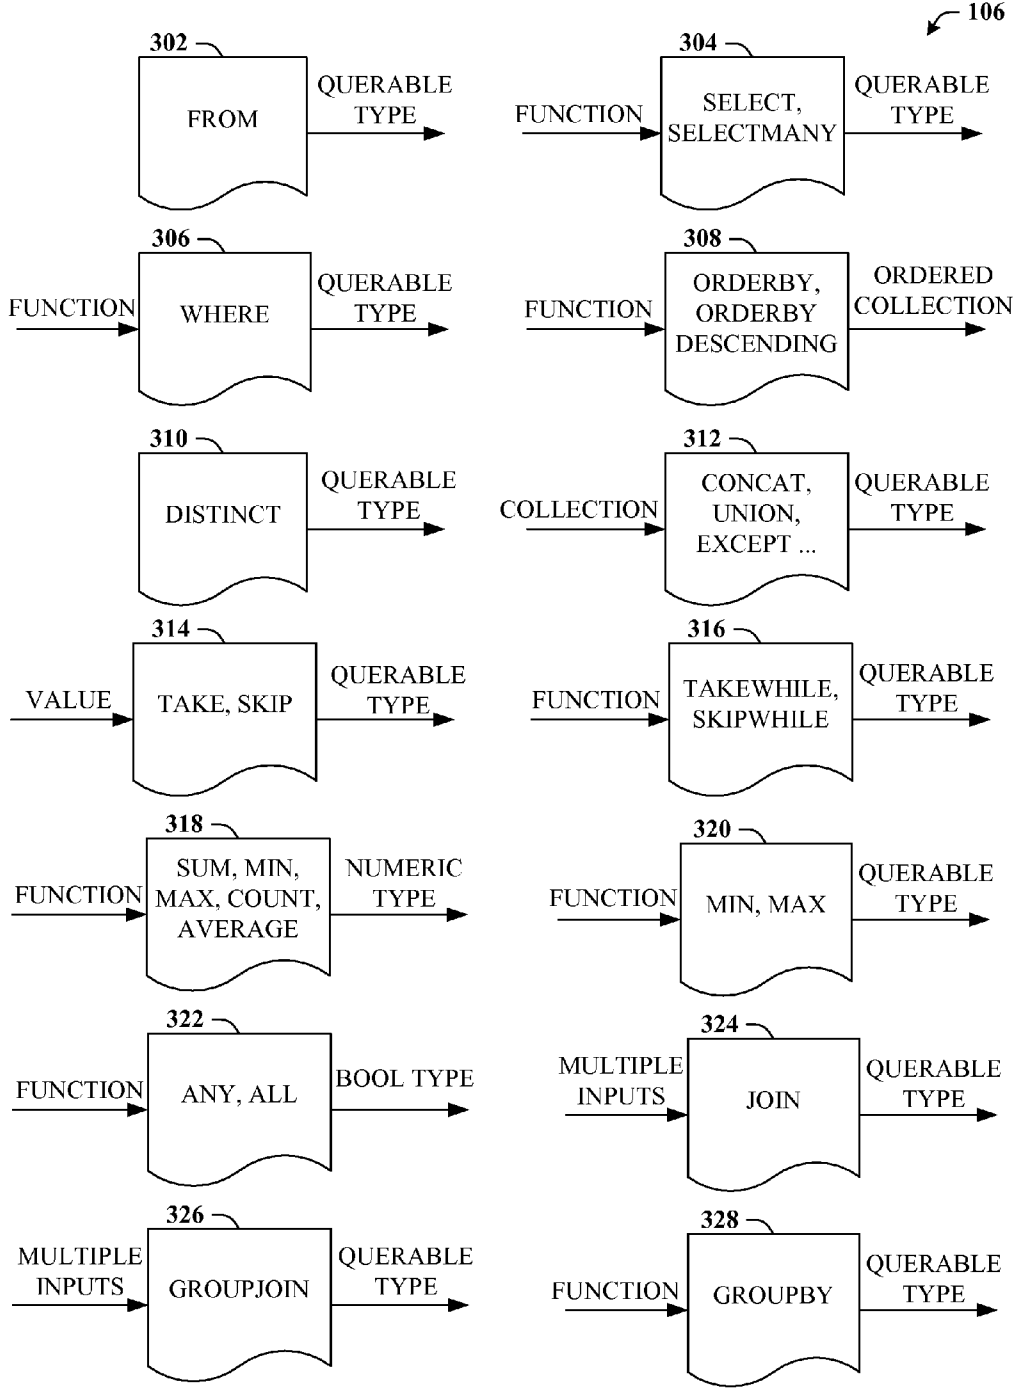 106
302
FROM
QUERABLE
TYPE
304
FUNCTION
SELECT,
SELECTMANY
QUERABLE
TYPE
306
FUNCTION
WHERE
QUERABLE
TYPE
308
FUNCTION
ORDERBY,
ORDERBY
DESCENDING
ORDERED
COLLECTION
310
DISTINCT
QUERABLE
TYPE
312
COLLECTION
CONCAT,
UNION,
EXCEPT ...
QUERABLE
TYPE
314
VALUE
TAKE, SKIP
QUERABLE
TYPE
316
FUNCTION
TAKEWHILE,
SKIPWHILE
QUERABLE
TYPE
318
FUNCTION
SUM, MIN,
MAX, COUNT,
AVERAGE
NUMERIC
TYPE
320
FUNCTION
MIN, MAX
QUERABLE
TYPE
322
FUNCTION
ANY, ALL
BOOL TYPE
324
MULTIPLE
INPUTS
JOIN
QUERABLE
TYPE
326
MULTIPLE
INPUTS
GROUPJOIN
QUERABLE
TYPE
328
FUNCTION
GROUPBY
QUERABLE
TYPE